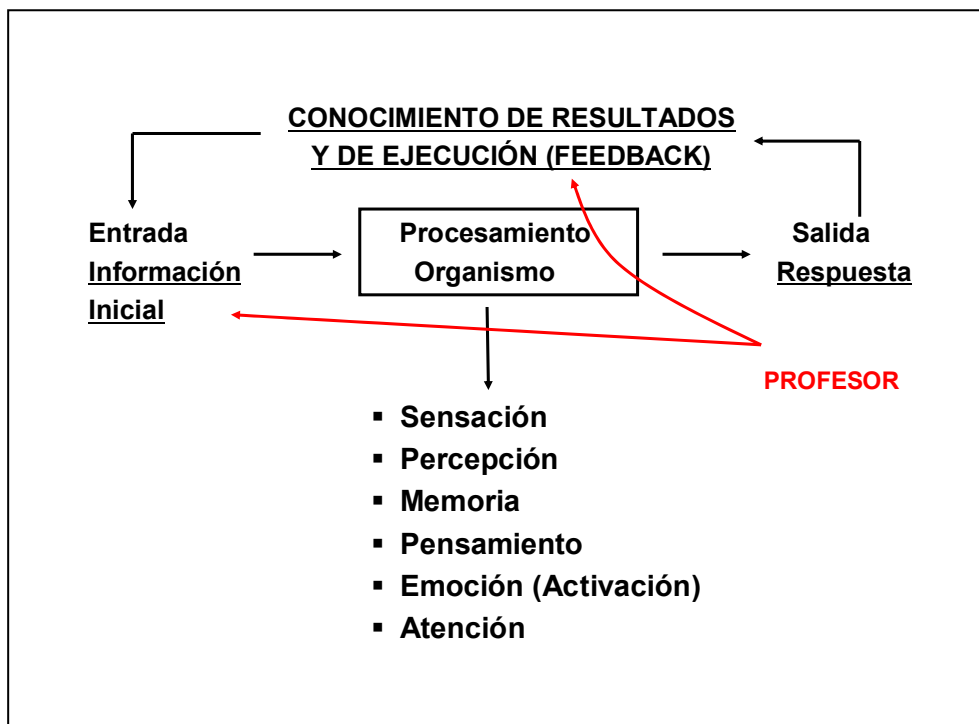 CONOCIMIENTO DE RESULTADOS
Y DE EJECUCIÓN (FEEDBACK)
Entrada
Información
Inicial
Procesamiento
Organismo
Salida
Respuesta
PROFESOR
▪ Sensación
▪ Percepción
▪ Memoria
▪ Pensamiento
▪ Emoción (Activación)
▪ Atención